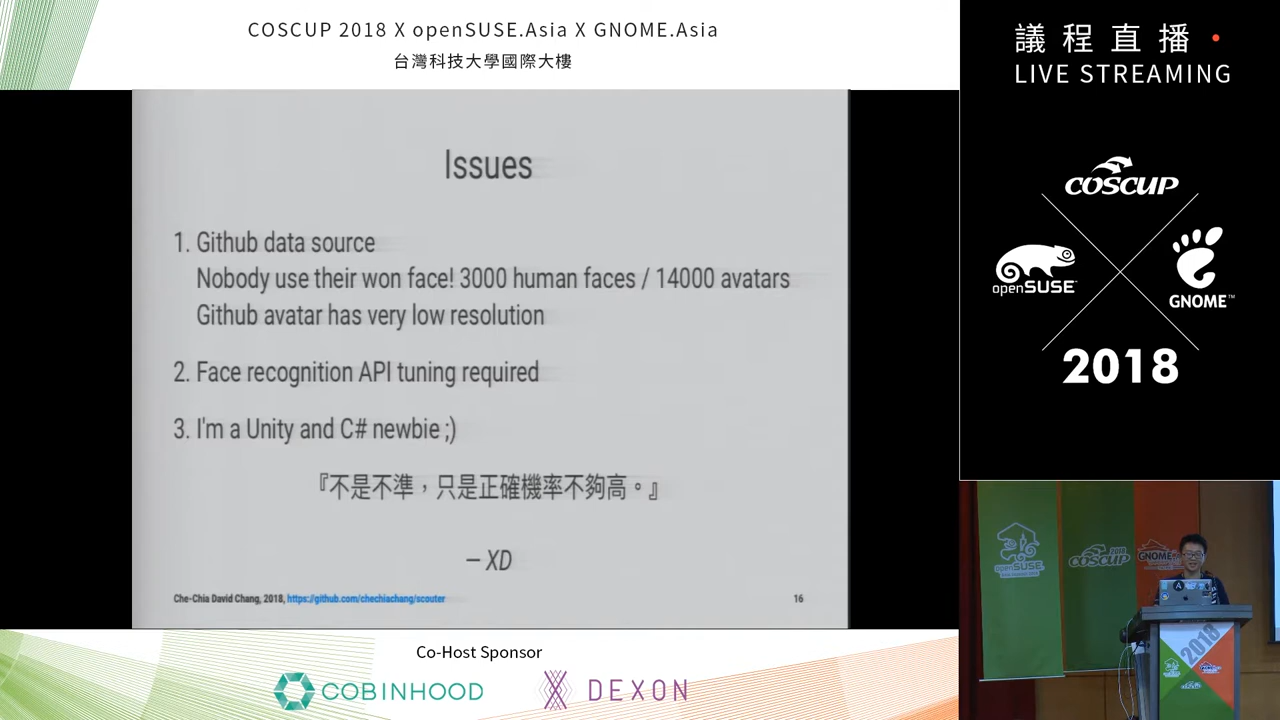 COSCUP 2018 X openSUSE.Asia X GNOME.Asia
台灣科技大學國際大樓
議程直播
LIVE STREAMING
Issues
1. Github data source
Nobody use their won face! 3000 human faces / 14000 avatars
Github avatar has very low resolution
2. Face recognition API tuning required
3. I'm a Unity and C# newbie ;)
『不是不準，只是正確機率不夠高。』
– XD
Che-Chia David Chang, 2018, https://github.com/chechiachang/scouter
16
COSCUP
openSUSE
GNOME™
2018
openSUSE
COSCUP
GNOME
2018
Co-Host Sponsor
COBINHOOD
DEXON